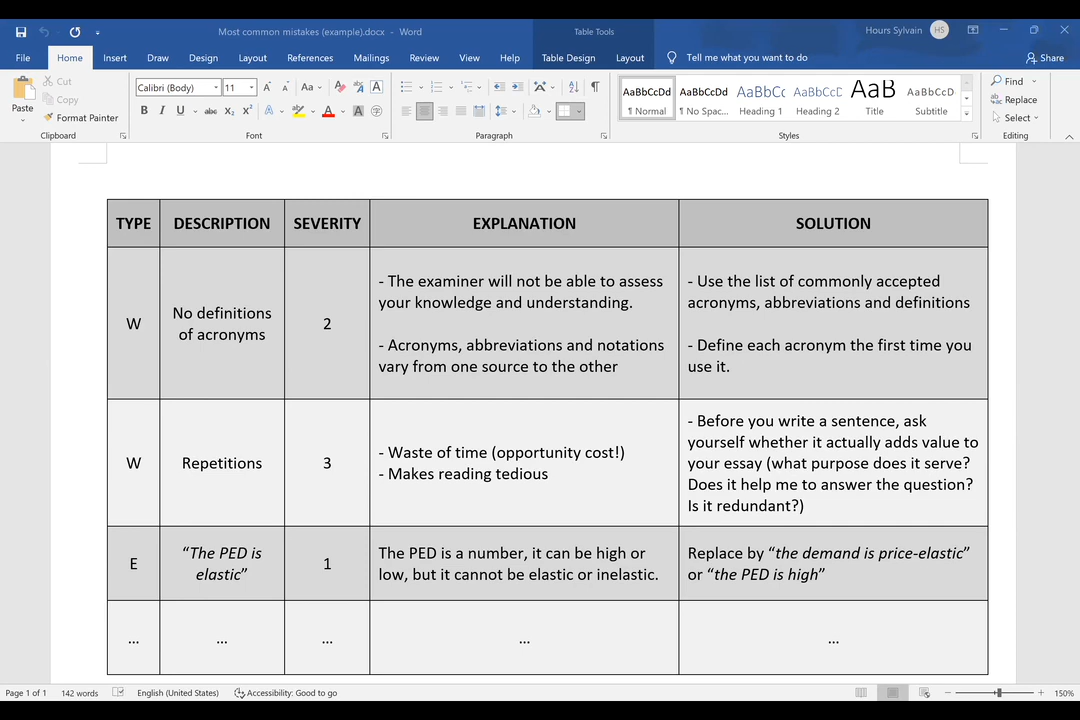 Most common mistakes (example).docx - Word
Table Tools
Hours Sylvain
HS
File
Home
Insert
Draw
Design
Layout
References
Mailings
Review
View
Help
Table Design
Layout
Tell me what you want to do
Share
Paste
Cut
Copy
Format Painter
Clipboard
Calibri (Body)
11
Font
Paragraph
AaBbCcDd
¶ Normal
AaBbCcDd
¶ No Spac...
AaBbCc
Heading 1
AaBbCcC
Heading 2
AaB
Title
AaBbCcD
Subtitle
Styles
Find
Replace
Select
Editing
TYPE
DESCRIPTION
SEVERITY
EXPLANATION
SOLUTION
W
No definitions
of acronyms
2
- The examiner will not be able to assess
your knowledge and understanding.
- Acronyms, abbreviations and notations
vary from one source to the other
- Use the list of commonly accepted
acronyms, abbreviations and definitions
- Define each acronym the first time you
use it.
W
Repetitions
3
- Waste of time (opportunity cost!)
- Makes reading tedious
- Before you write a sentence, ask
yourself whether it actually adds value to
your essay (what purpose does it serve?
Does it help me to answer the question?
Is it redundant?)
E
“The PED is
elastic”
1
The PED is a number, it can be high or
low, but it cannot be elastic or inelastic.
Replace by “the demand is price-elastic”
or “the PED is high”
...
...
...
...
...
Page 1 of 1
142 words
English (United States)
Accessibility: Good to go
150%